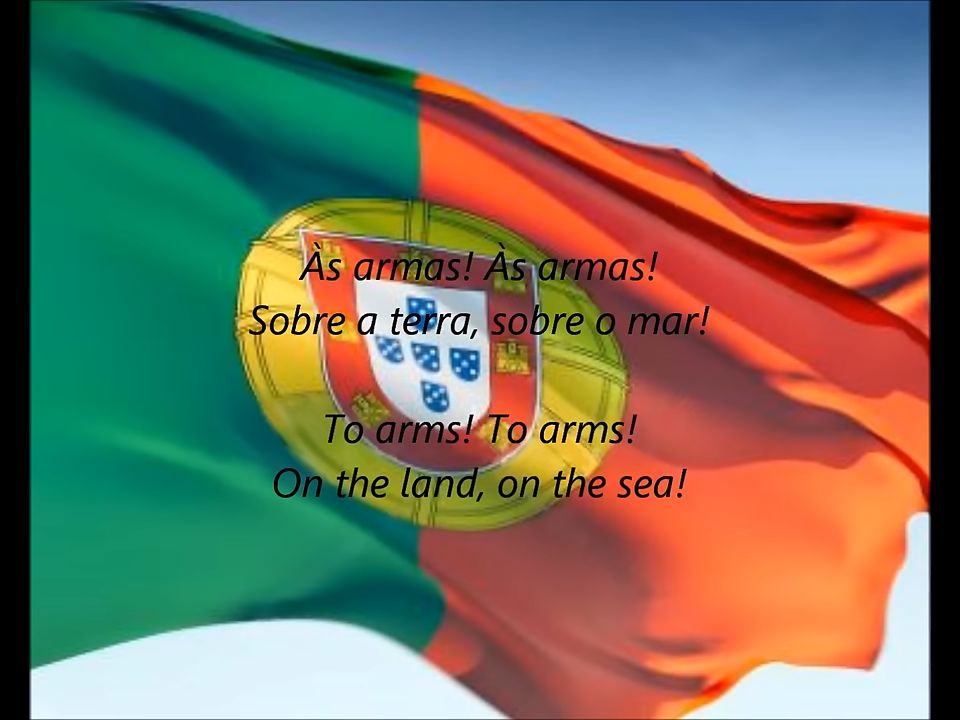 Às armas! Às armas!
Sobre a terra, sobre o mar!
To arms! To arms!
On the land, on the sea!